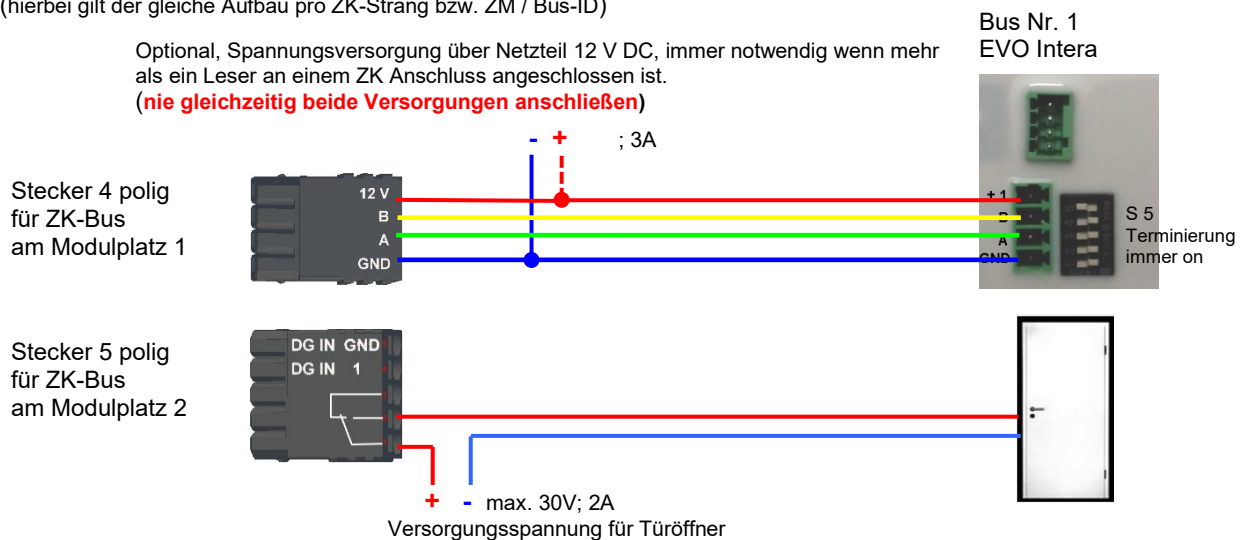 (hierbei gilt der gleiche Aufbau pro ZK-Strang bzw. ZM / Bus-ID)
Optional, Spannungsversorgung über Netzteil 12 V DC, immer notwendig wenn mehr
als ein Leser an einem ZK Anschluss angeschlossen ist.
(nie gleichzeitig beide Versorgungen anschließen)
Bus Nr. 1
EVO Intera
- + ; 3A
Stecker 4 polig
für ZK-Bus
am Modulplatz 1
12 V
B
A
GND
+ 1
B
A
GND
S 5
Terminierung
immer on
Stecker 5 polig
für ZK-Bus
am Modulplatz 2
DG IN GND
DG IN 1
+ - max. 30V; 2A
Versorgungsspannung für Türöffner